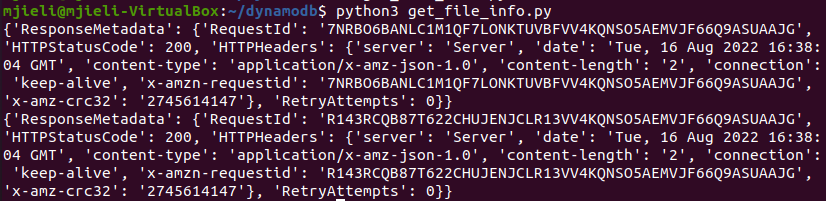 mjieli@mjieli-VirtualBox:~/dynamodb$ python3 get_file_info.py
{'ResponseMetadata': {'RequestId': '7NRBO6BANLC1M1QF7LONKTUVBFVV4KQNSO5AEMVJF66Q9ASUAAJG',
'HTTPStatusCode': 200, 'HTTPHeaders': {'server': 'Server', 'date': 'Tue, 16 Aug 2022 16:38:
04 GMT', 'content-type': 'application/x-amz-json-1.0', 'content-length': '2', 'connection':
'keep-alive', 'x-amzn-requestid': '7NRBO6BANLC1M1QF7LONKTUVBFVV4KQNSO5AEMVJF66Q9ASUAAJG',
'x-amz-crc32': '2745614147'}, 'RetryAttempts': 0}}
{'ResponseMetadata': {'RequestId': 'R143RCQB87T622CHUJENJCLR13VV4KQNSO5AEMVJF66Q9ASUAAJG',
'HTTPStatusCode': 200, 'HTTPHeaders': {'server': 'Server', 'date': 'Tue, 16 Aug 2022 16:38:
04 GMT', 'content-type': 'application/x-amz-json-1.0', 'content-length': '2', 'connection':
'keep-alive', 'x-amzn-requestid': 'R143RCQB87T622CHUJENJCLR13VV4KQNSO5AEMVJF66Q9ASUAAJG',
'x-amz-crc32': '2745614147'}, 'RetryAttempts': 0}}